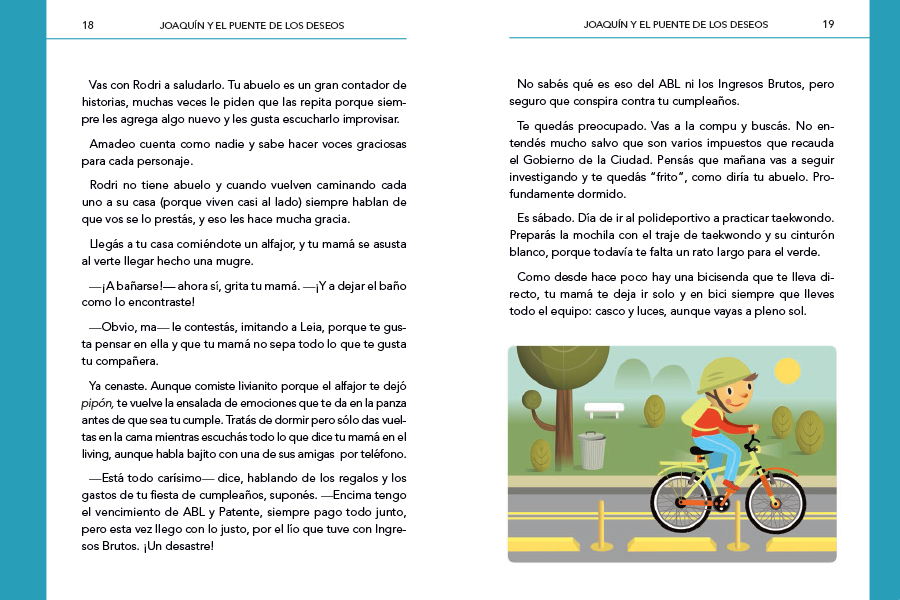 18 JOAQUÍN Y EL PUENTE DE LOS DESEOS
Vas con Rodri a saludarlo. Tu abuelo es un gran contador de
historias, muchas veces le piden que las repita porque siem-
pre les agrega algo nuevo y les gusta escucharlo improvisar.
Amadeo cuenta como nadie y sabe hacer voces graciosas
para cada personaje.
Rodri no tiene abuelo y cuando vuelven caminando cada
uno a su casa (porque viven casi al lado) siempre hablan de
que vos se lo prestás, y eso les hace mucha gracia.
Llegás a tu casa comiéndote un alfajor, y tu mamá se asusta
al verte llegar hecho una mugre.
—¡A bañarse!— ahora sí, grita tu mamá. —¡Y a dejar el baño
como lo encontraste!
—Obvio, ma— le contestás, imitando a Leia, porque te gus-
ta pensar en ella y que tu mamá no sepa todo lo que te gusta
tu compañera.
Ya cenaste. Aunque comiste livianito porque el alfajor te dejó
pipón, te vuelve la ensalada de emociones que te da en la panza
antes de que sea tu cumple. Tratás de dormir pero sólo das vuel-
tas en la cama mientras escuchás todo lo que dice tu mamá en el
living, aunque habla bajito con una de sus amigas por teléfono.
—Está todo carísimo— dice, hablando de los regalos y los
gastos de tu fiesta de cumpleaños, suponés. —Encima tengo
el vencimiento de ABL y Patente, siempre pago todo junto,
pero esta vez llego con lo justo, por el lío que tuve con Ingre-
sos Brutos. ¡Un desastre!
JOAQUÍN Y EL PUENTE DE LOS DESEOS 19
No sabés qué es eso del ABL ni los Ingresos Brutos, pero
seguro que conspira contra tu cumpleaños.
Te quedás preocupado. Vas a la compu y buscás. No en-
tendés mucho salvo que son varios impuestos que recauda
el Gobierno de la Ciudad. Pensás que mañana vas a seguir
investigando y te quedás “frito”, como diría tu abuelo. Pro-
fundamente dormido.
Es sábado. Día de ir al polideportivo a practicar taekwondo.
Preparás la mochila con el traje de taekwondo y su cinturón
blanco, porque todavía te falta un rato largo para el verde.
Como desde hace poco hay una bicisenda que te lleva di-
recto, tu mamá te deja ir solo y en bici siempre que lleves
todo el equipo: casco y luces, aunque vayas a pleno sol.